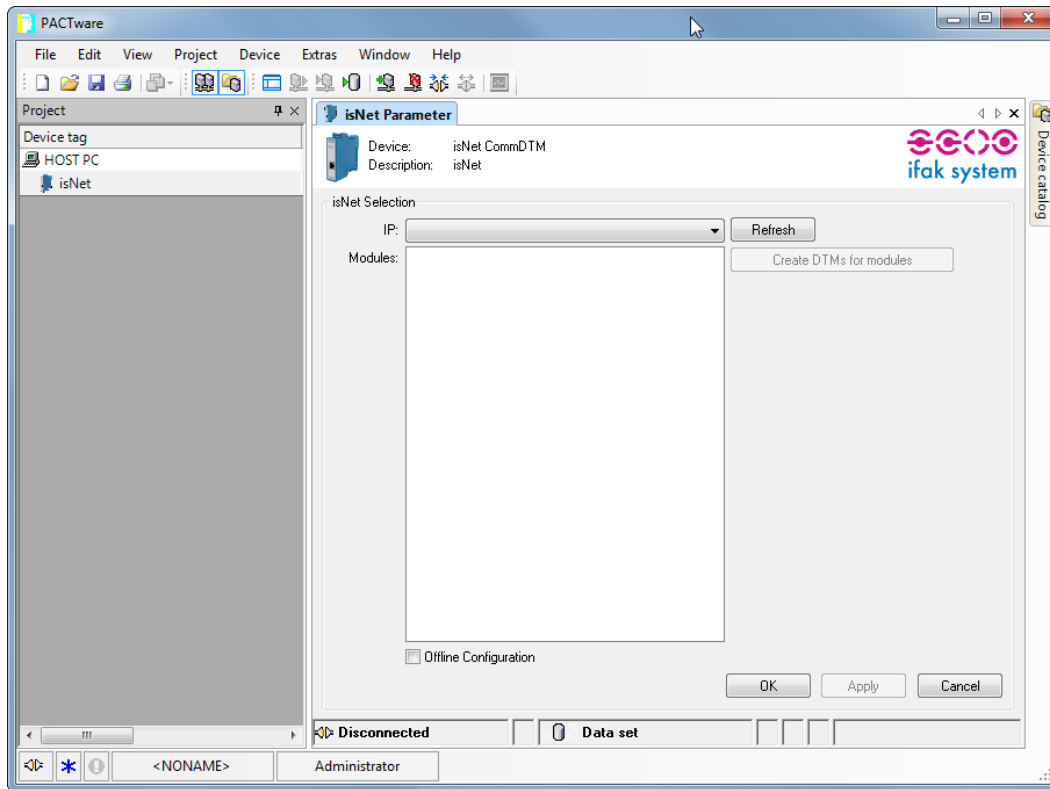 PACTware
File Edit View Project Device Extras Window Help
Project
Device tag
HOST PC
isNet
isNet Parameter
Device: isNet CommDTM
Description: isNet
ifak system
Device catalog
isNet Selection
IP:
Refresh
Modules:
Create DTMs for modules
Offline Configuration
OK Apply Cancel
Disconnected
Data set
<NONAME>
Administrator